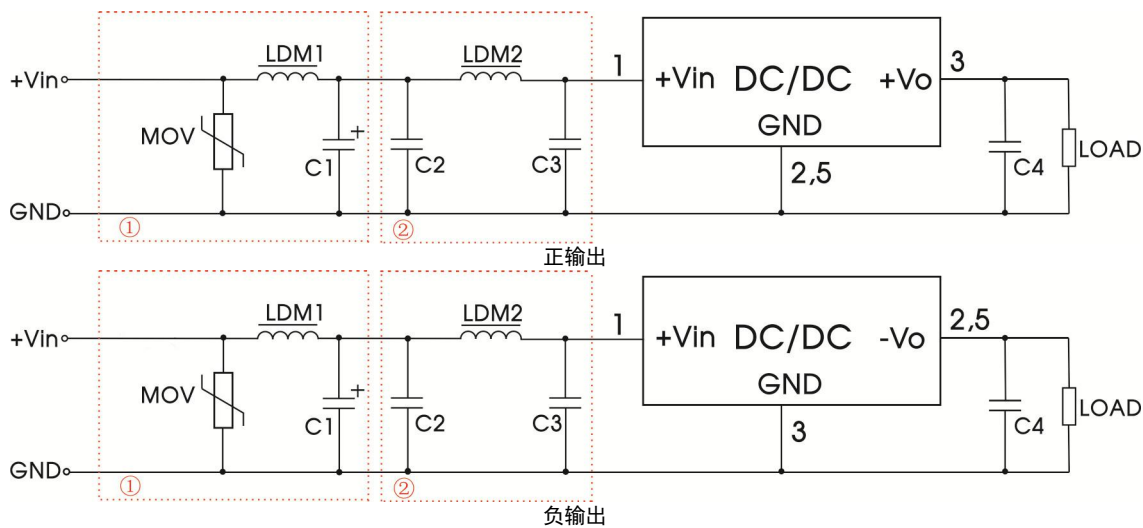 LDM1 LDM2
+Vin 1 +Vin DC/DC +Vo 3
GND
MOV + C1 C2 C3 2,5 C4 LOAD
GND
① ②
正输出
LDM1 LDM2
+Vin 1 +Vin DC/DC -Vo 2,5
GND
MOV + C1 C2 C3 3 C4 LOAD
GND
① ②
负输出